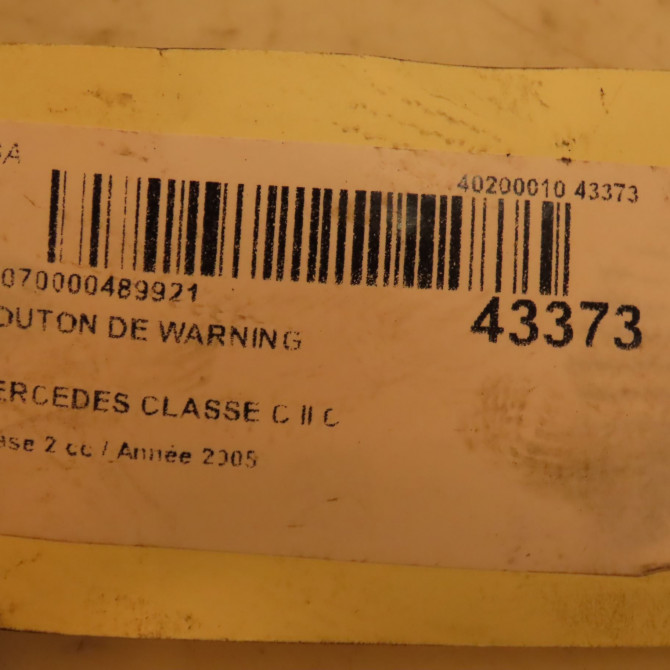 40200010 43373
070000489921
43373
OUTON DE WARNING
ERCEDES CLASSE C II C
ase 2 cc / Année 2005